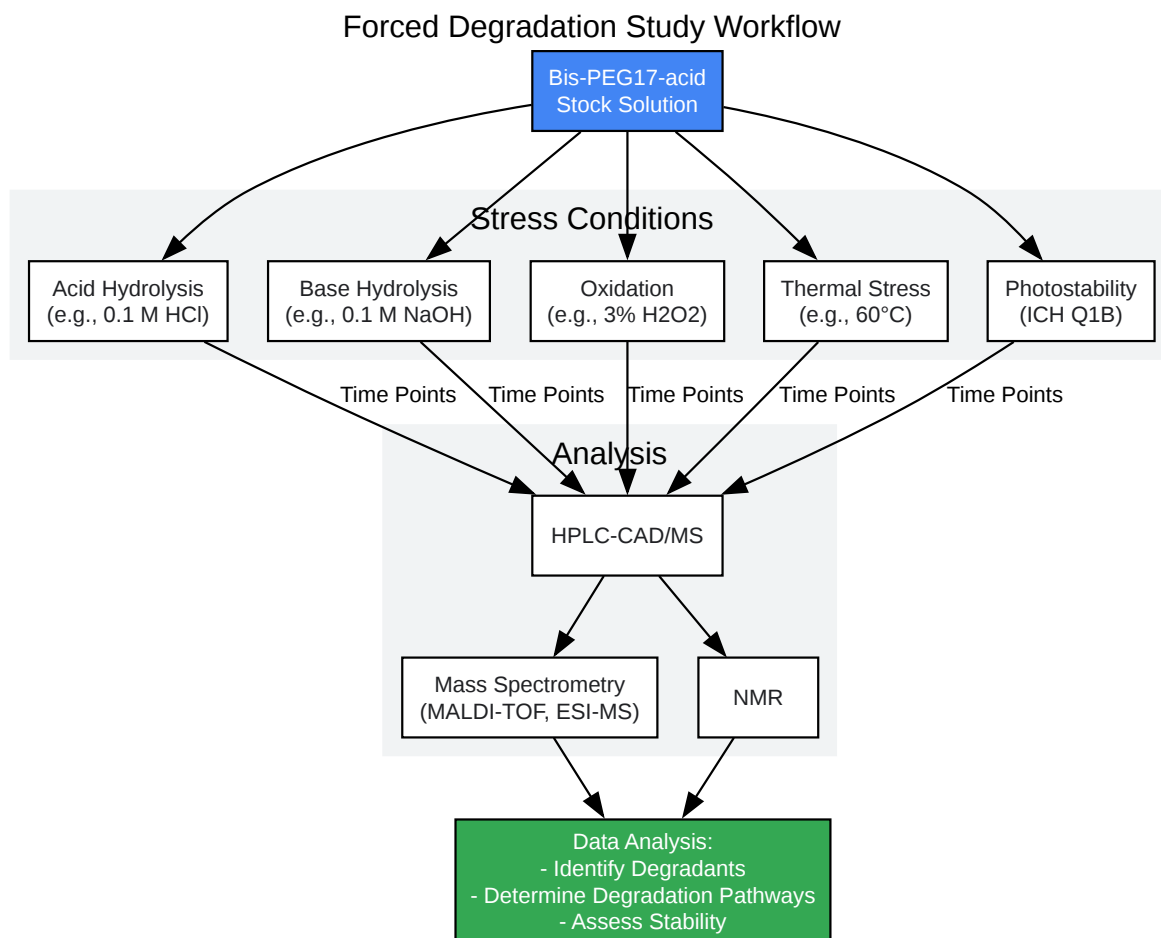 Forced Degradation Study Workflow
Bis-PEG17-acid
Stock Solution
Stress Conditions
Acid Hydrolysis
(e.g., 0.1 M HCl)
Base Hydrolysis
(e.g., 0.1 M NaOH)
Oxidation
(e.g., 3% H2O2)
Thermal Stress
(e.g., 60°C)
Photostability
(ICH Q1B)
Time Points
Time Points
Time Points
Time Points
Time Points
Analysis
HPLC-CAD/MS
Mass Spectrometry
(MALDI-TOF, ESI-MS)
NMR
Data Analysis:
- Identify Degradants
- Determine Degradation Pathways
- Assess Stability